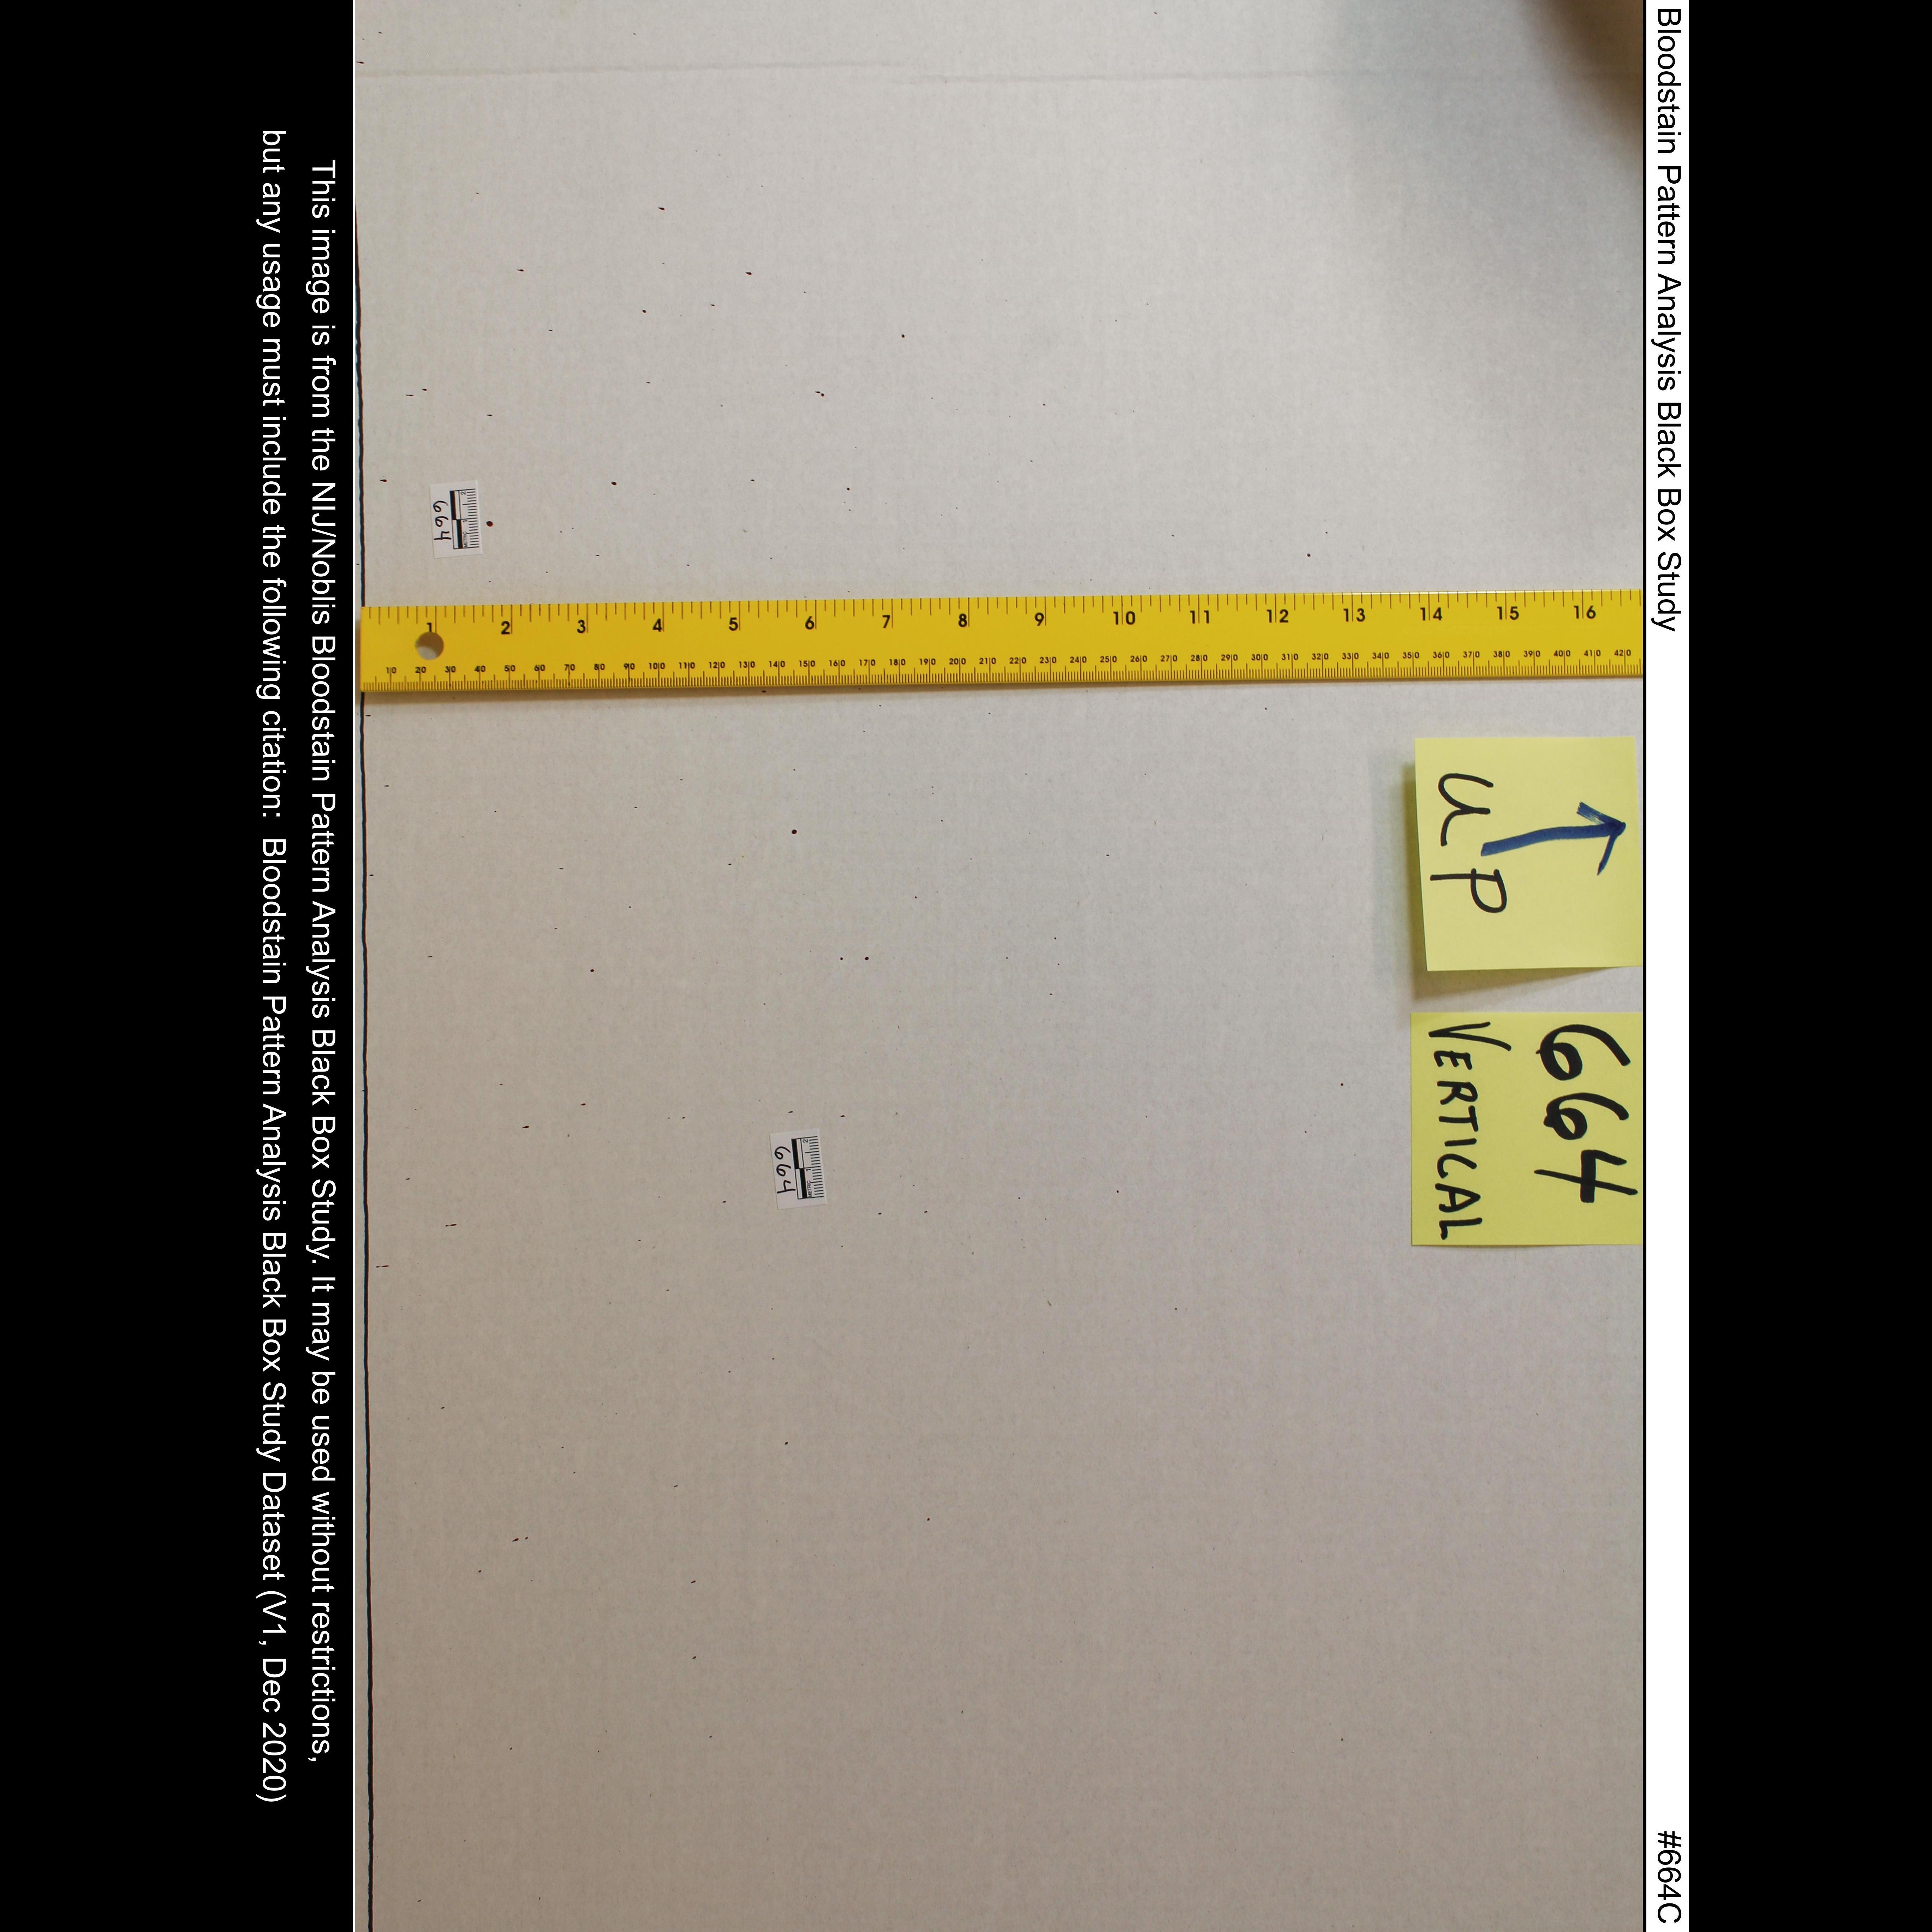 Bloodstain Pattern Analysis Black Box Study #664C
UP
664
VERTICAL
1 2 3 4 5 6 7 8 9 10 11 12 13 14 15 16
10 20 30 40 50 60 70 80 90 100 110 120 130 140 150 160 170 180 190 200 210 220 230 240 250 260 270 280 290 300 310 320 330 340 350 360 370 380 390 400 410 420
664
664
This image is from the NIJ/Noblis Bloodstain Pattern Analysis Black Box Study. It may be used without restrictions,
but any usage must include the following citation: Bloodstain Pattern Analysis Black Box Study Dataset (V1, Dec 2020)